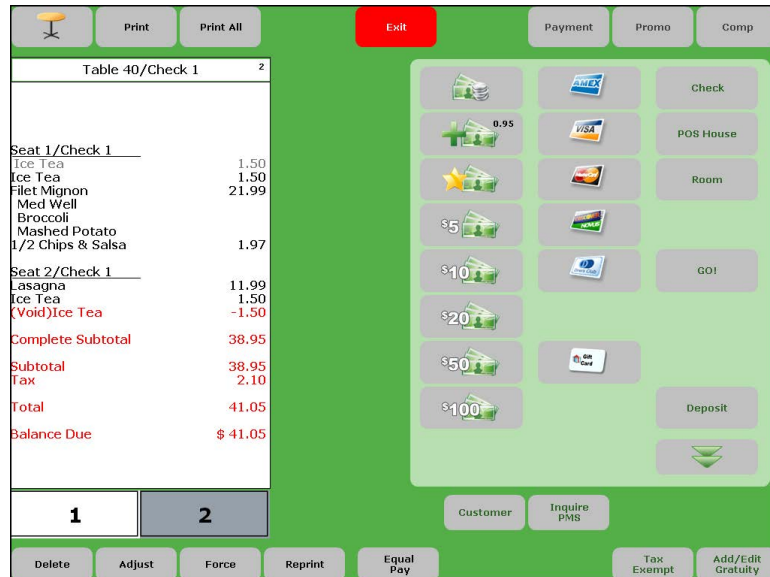 Print
Print All
Exit
Payment
Promo
Comp
Table 40/Check 1
2
Seat 1/Check 1
Ice Tea 1.50
Ice Tea 1.50
Filet Mignon 21.99
Med Well
Broccoli
Mashed Potato
1/2 Chips & Salsa 1.97
Seat 2/Check 1
Lasagna 11.99
Ice Tea 1.50
(Void)Ice Tea -1.50
Complete Subtotal 38.95
Subtotal 38.95
Tax 2.10
Total 41.05
Balance Due $ 41.05
1
2
AMEX
Check
0.95
VISA
POS House
Room
$5
$10
GO!
$20
$50
Gift
Card
$100
Deposit
Customer
Inquire
PMS
Delete
Adjust
Force
Reprint
Equal
Pay
Tax
Exempt
Add/Edit
Gratuity